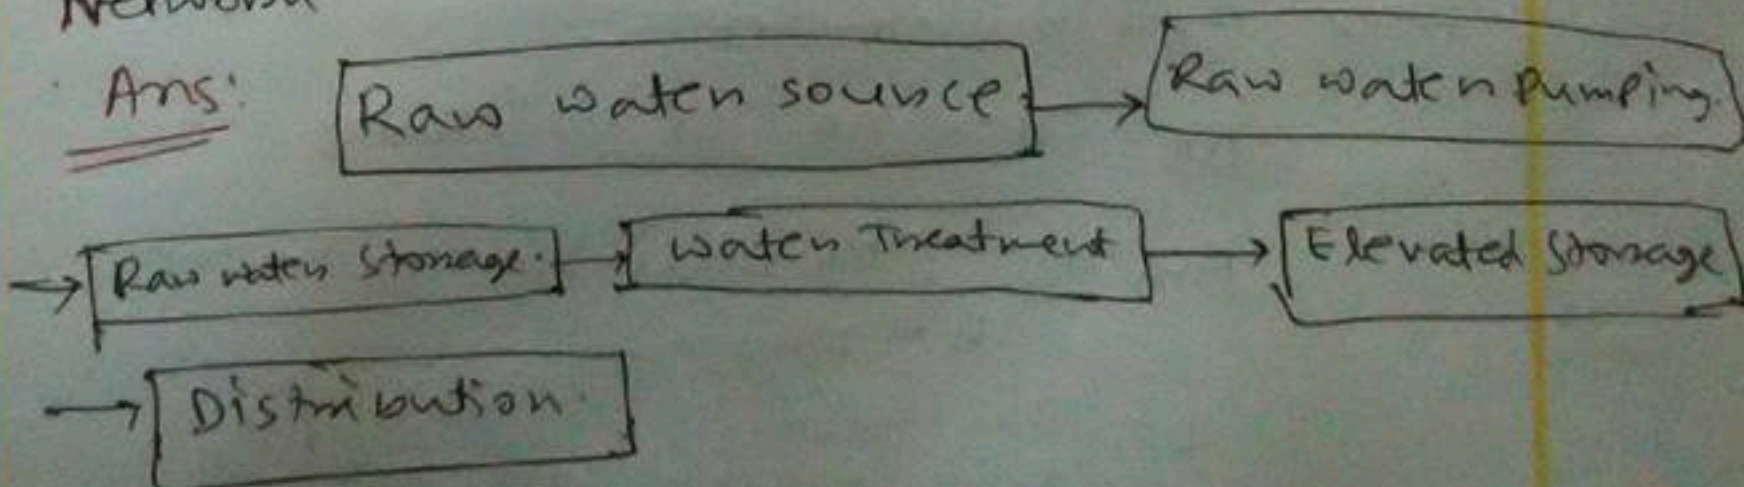 Ans:
Raw water source → Raw water pumping.
→ Raw water Storage. → Water Treatment → Elevated Storage
→ Distribution